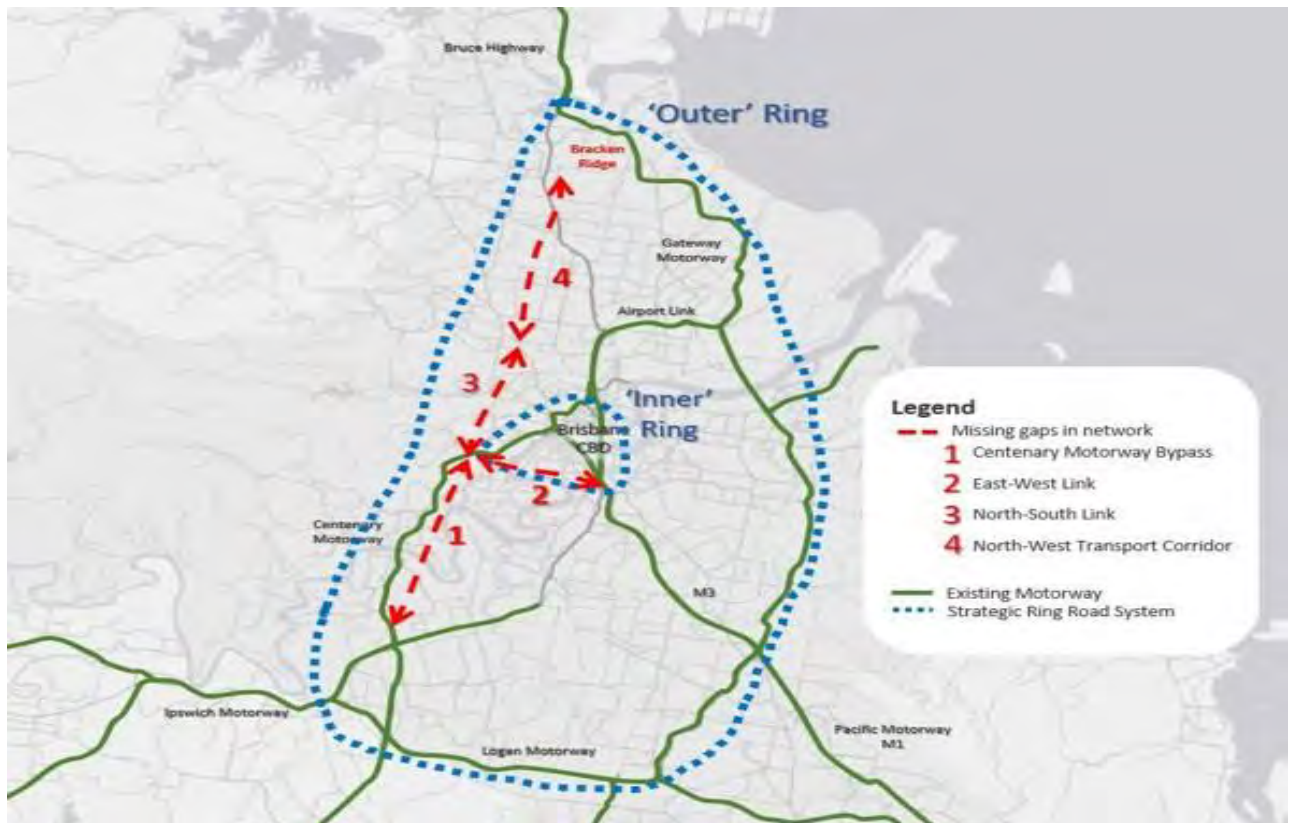 Bruce Highway
'Outer' Ring
Bracken
Ridge
Gateway
Motorway
4
Airport Link
3
'Inner'
Ring
Brisbane
CBD
2
Centenary
Motorway
1
M3
Ipswich Motorway
Logan Motorway
Pacific Motorway
M1
Legend
Missing gaps in network
1 Centenary Motorway Bypass
2 East-West Link
3 North-South Link
4 North-West Transport Corridor
Existing Motorway
Strategic Ring Road System